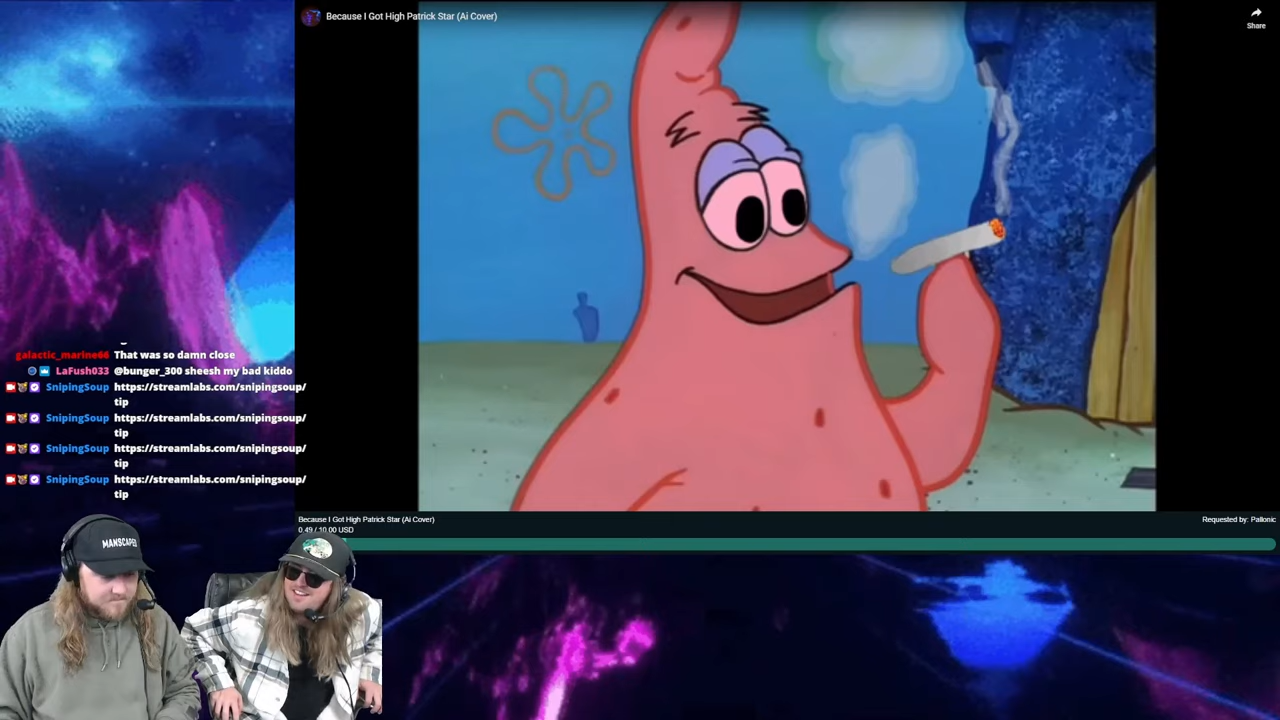 Because I Got High Patrick Star (Ai Cover)
Share
galactic_marine66 That was so damn close
LaFush033 @bunger_300 sheesh my bad kiddo
SnipingSoup https://streamlabs.com/snipingsoup/
tip
SnipingSoup https://streamlabs.com/snipingsoup/
tip
SnipingSoup https://streamlabs.com/snipingsoup/
tip
SnipingSoup https://streamlabs.com/snipingsoup/
tip
Because I Got High Patrick Star (Ai Cover)
Requested by: Pallonic
0.49 / 10.00 USD
MANSCAPED